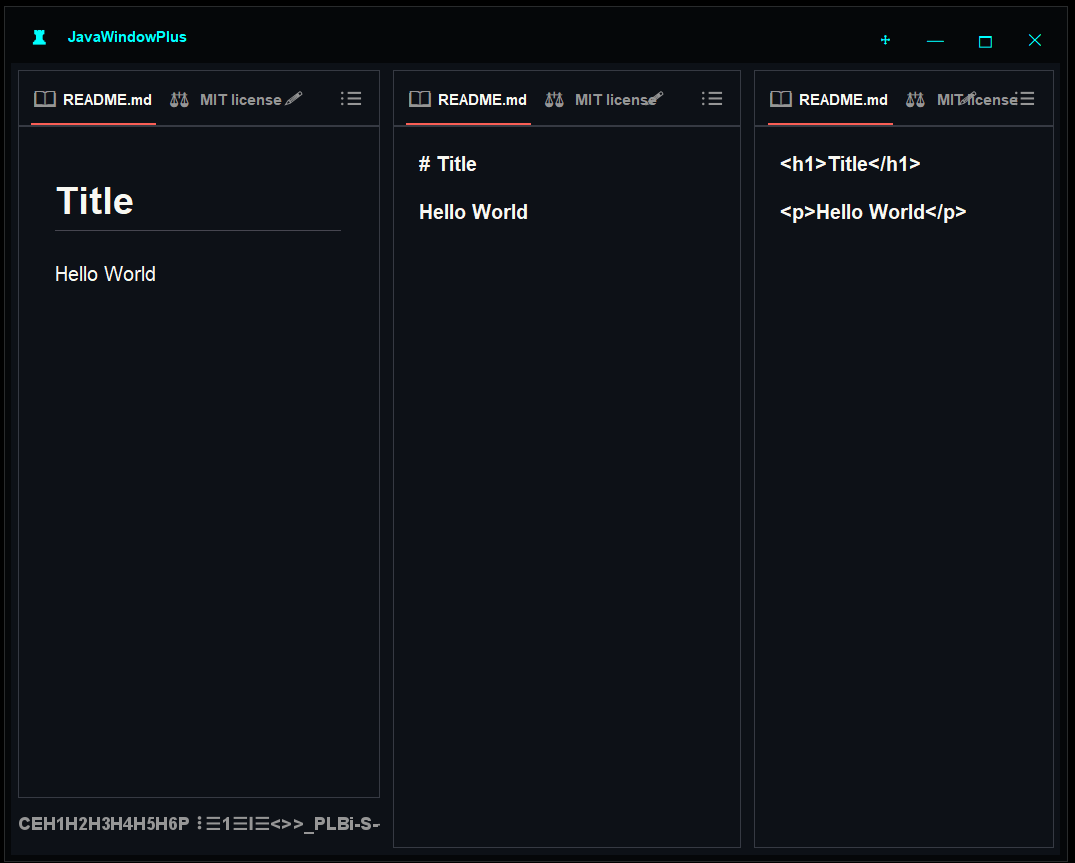 JavaWindowPlus
README.md MIT license
Title
Hello World
CEH1H2H3H4H5H6P ⁝☰1☰I☰<>>_PLBi-S-
README.md MIT license
# Title
Hello World
README.md MIT license
<h1>Title</h1>
<p>Hello World</p>